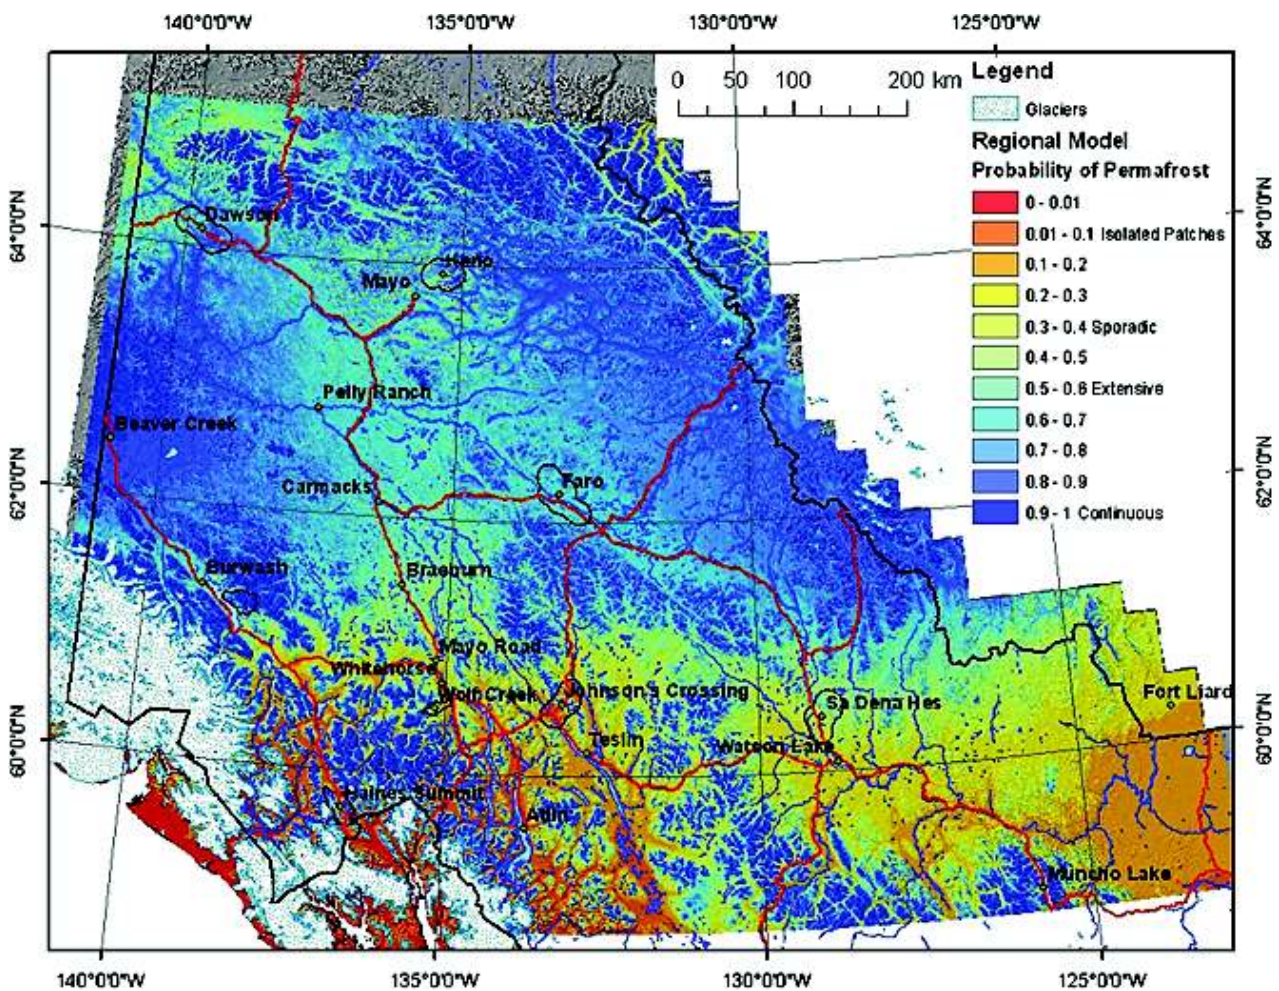 140°0'0"W 135°0'0"W 130°0'0"W 125°0'0"W
0 50 100 200 km
Legend
Glaciers
Regional Model
Probability of Permafrost
0 - 0.01
0.01 - 0.1 Isolated Patches
0.1 - 0.2
0.2 - 0.3
0.3 - 0.4 Sporadic
0.4 - 0.5
0.5 - 0.6 Extensive
0.6 - 0.7
0.7 - 0.8
0.8 - 0.9
0.9 - 1 Continuous
64°0'0"N
64°0'0"N
Dawson
Keno
Mayo
Pelly Ranch
Beaver Creek
62°0'0"N
62°0'0"N
Carmacks
Faro
Burwash
Braeburn
Mayo Road
Whitehorse
Wolf Creek
Johnson's Crossing
Sa Dena Hes
Fort Liard
60°0'0"N
60°0'0"N
Teslin
Watson Lake
Haines Summit
Atlin
Muncho Lake
140°0'0"W 135°0'0"W 130°0'0"W 125°0'0"W